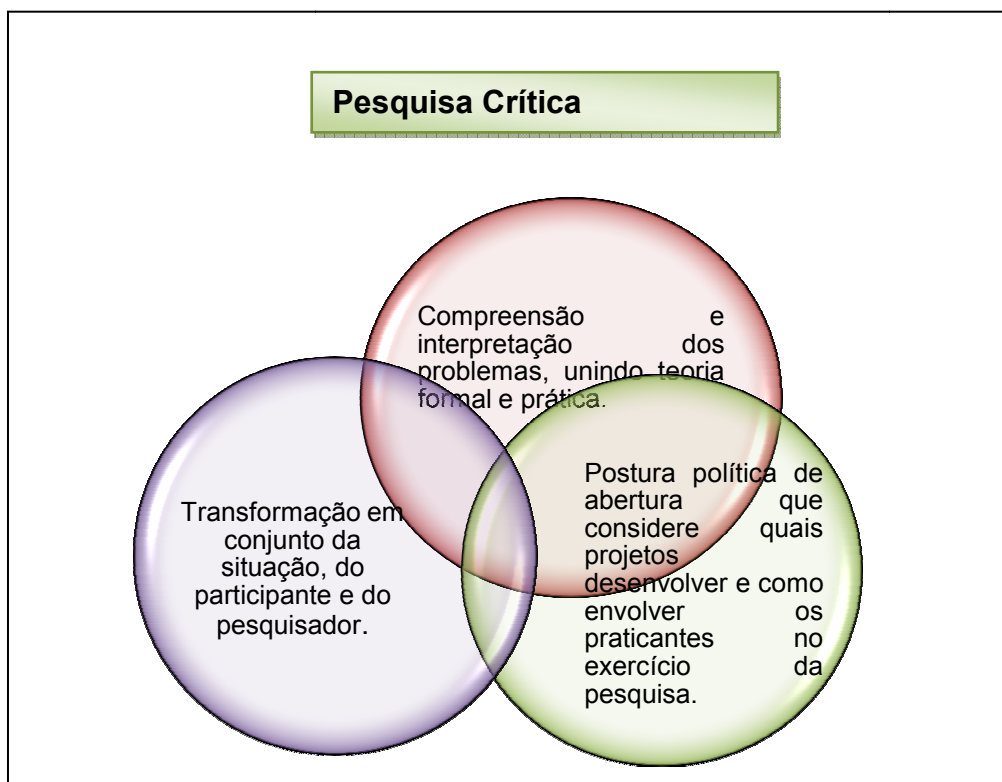 Pesquisa Crítica
Compreensão e
interpretação dos
problemas, unindo teoria
formal e prática.
Transformação em
conjunto da
situação, do
participante e do
pesquisador.
Postura política de
abertura que
considere quais
projetos
desenvolver e como
envolver os
praticantes no
exercício da
pesquisa.